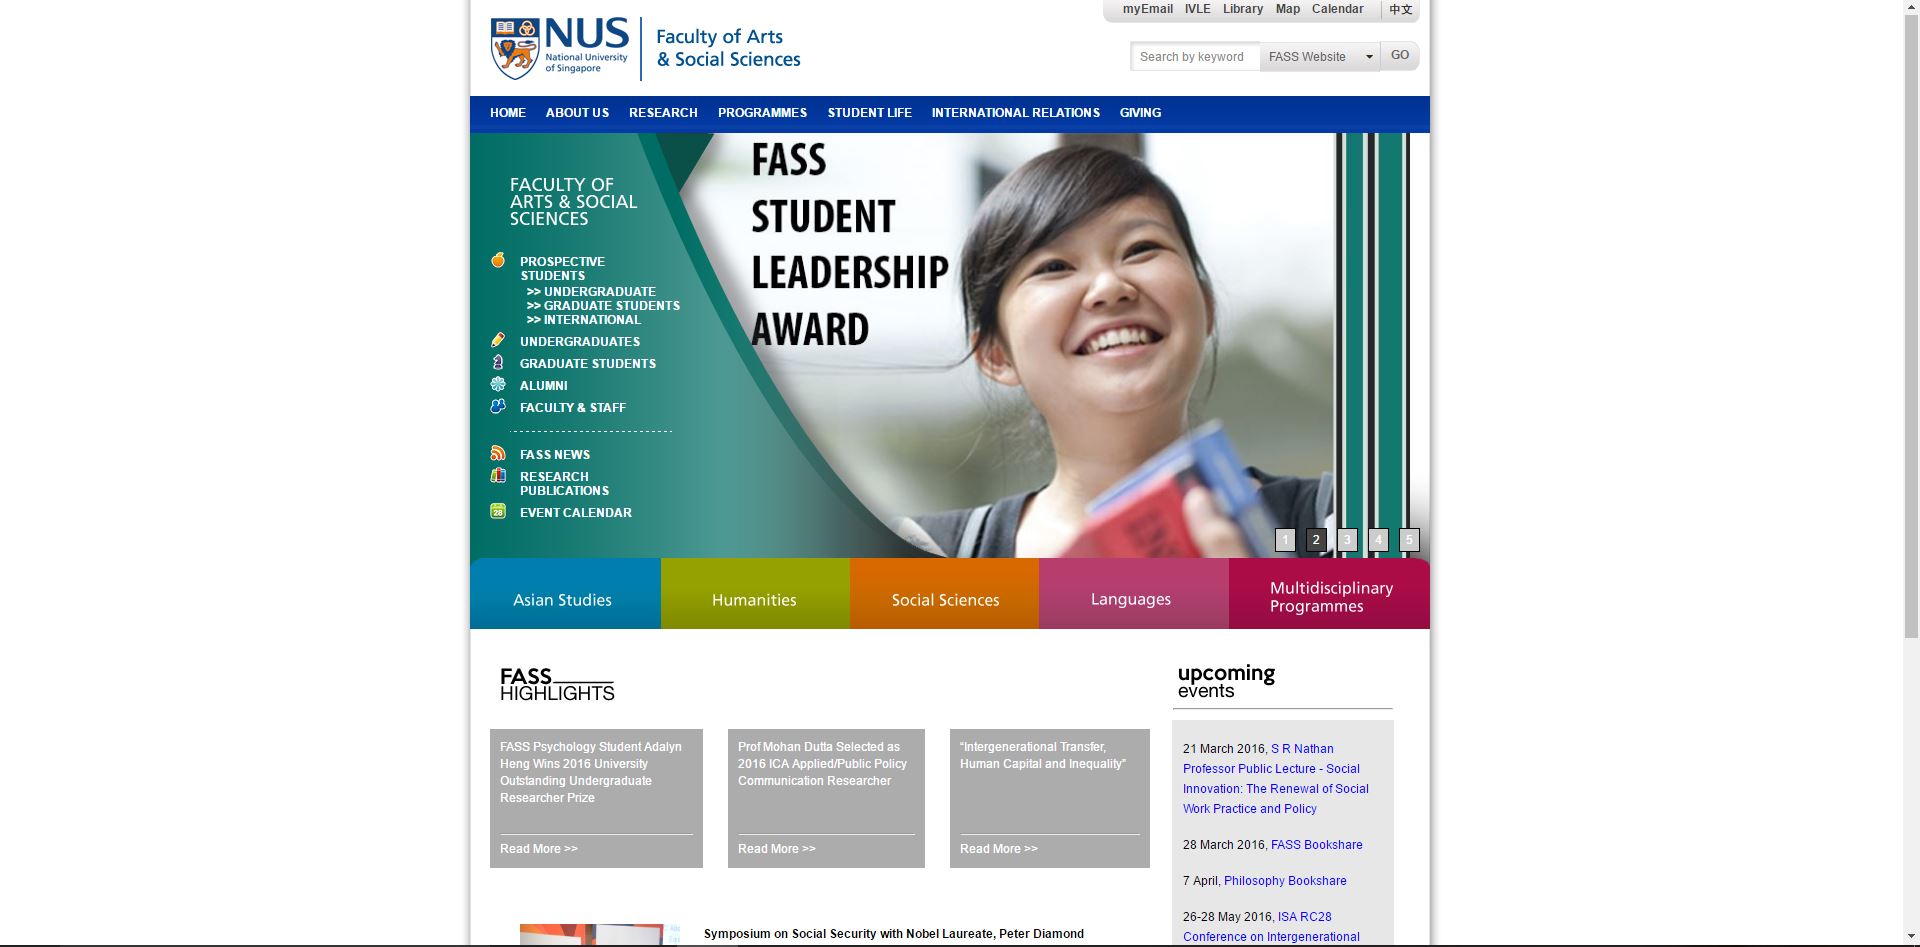 myEmail IVLE Library Map Calendar 中文
NUS
National University
of Singapore
Faculty of Arts
& Social Sciences
Search by keyword FASS Website GO
HOME ABOUT US RESEARCH PROGRAMMES STUDENT LIFE INTERNATIONAL RELATIONS GIVING
FACULTY OF
ARTS & SOCIAL
SCIENCES
PROSPECTIVE
STUDENTS
>> UNDERGRADUATE
>> GRADUATE STUDENTS
>> INTERNATIONAL
UNDERGRADUATES
GRADUATE STUDENTS
ALUMNI
FACULTY & STAFF
FASS NEWS
RESEARCH
PUBLICATIONS
28
EVENT CALENDAR
FASS
STUDENT
LEADERSHIP
AWARD
1 2 3 4 5
Asian Studies
Humanities
Social Sciences
Languages
Multidisciplinary
Programmes
FASS
HIGHLIGHTS
FASS Psychology Student Adalyn
Heng Wins 2016 University
Outstanding Undergraduate
Researcher Prize
Read More >>
Prof Mohan Dutta Selected as
2016 ICA Applied/Public Policy
Communication Researcher
Read More >>
“Intergenerational Transfer,
Human Capital and Inequality”
Read More >>
Symposium on Social Security with Nobel Laureate, Peter Diamond
upcoming
events
21 March 2016, S R Nathan
Professor Public Lecture - Social
Innovation: The Renewal of Social
Work Practice and Policy
28 March 2016, FASS Bookshare
7 April, Philosophy Bookshare
26-28 May 2016, ISA RC28
Conference on Intergenerational